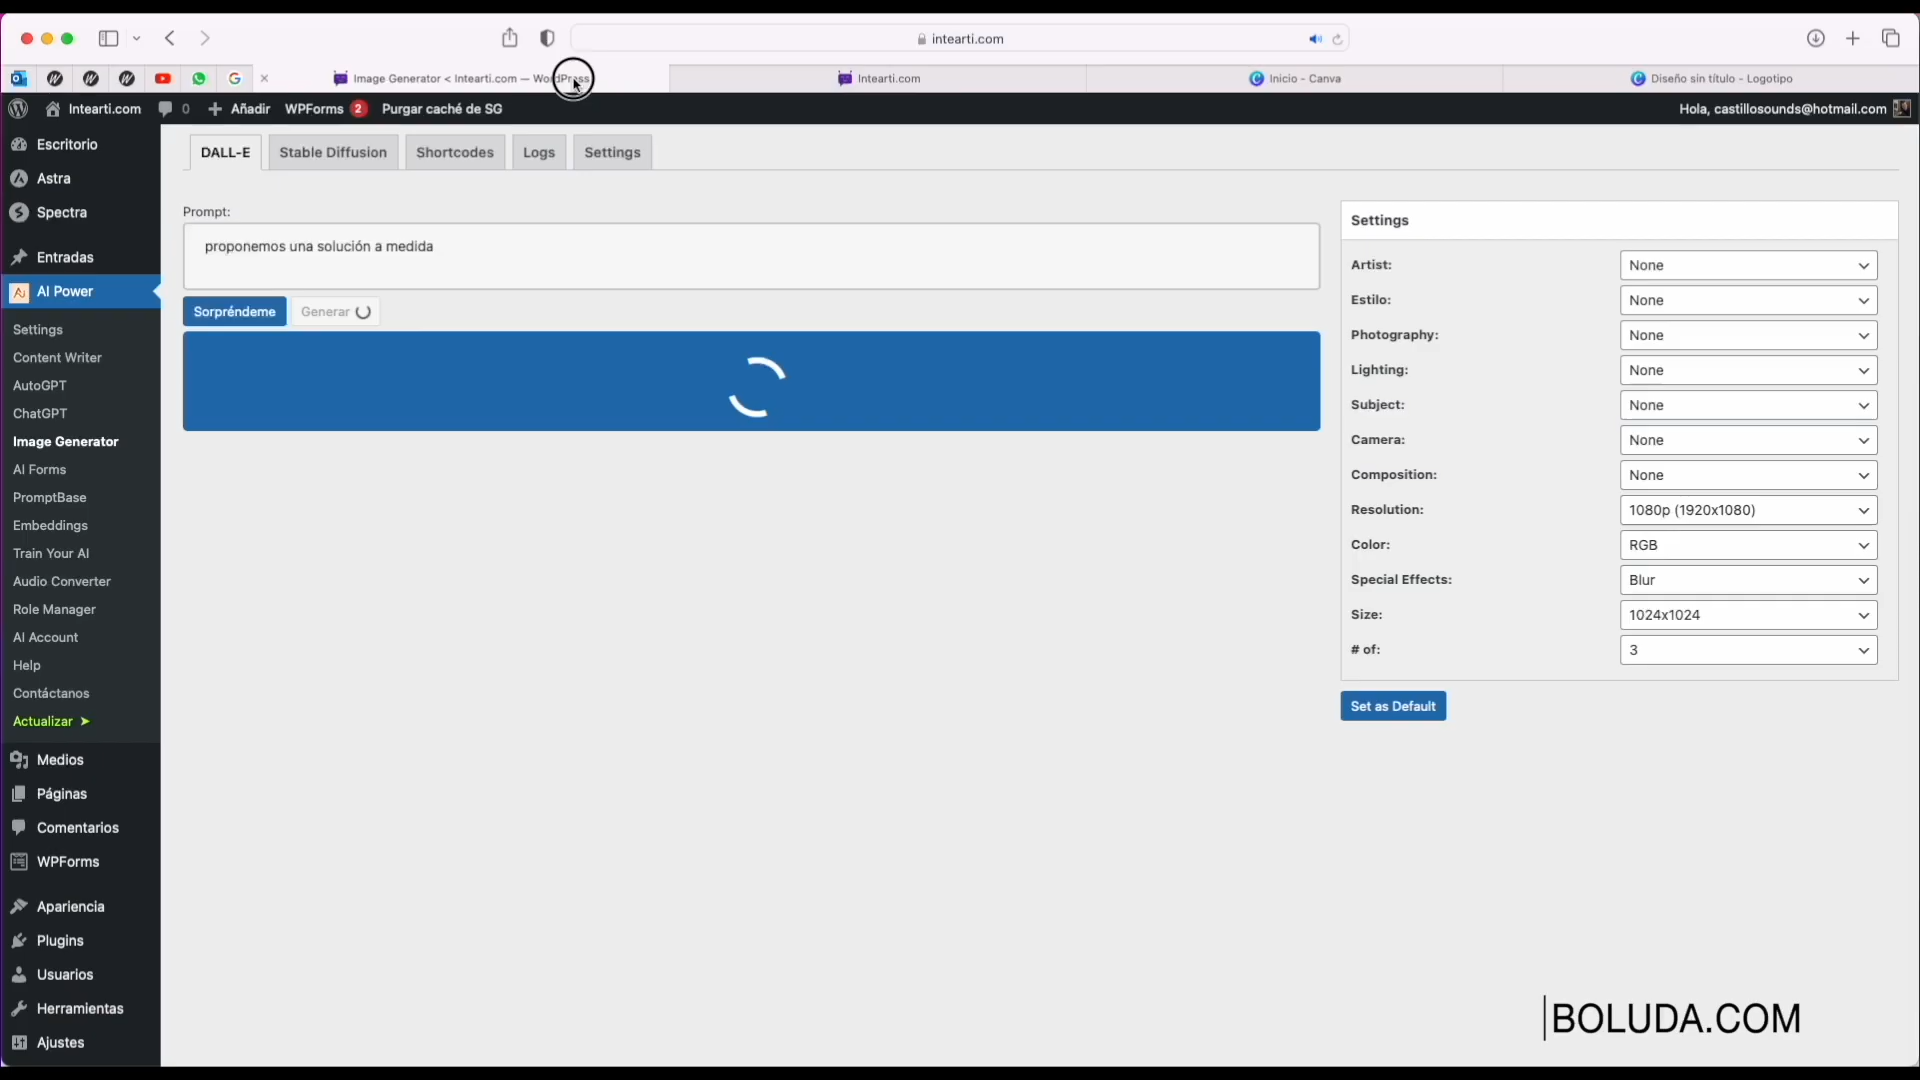 intearti.com
Image Generator < Intearti.com — WordPress
Intearti.com
Inicio - Canva
Diseño sin título - Logotipo
Intearti.com
0
Añadir
WPForms 2
Purgar caché de SG
Hola, castillosounds@hotmail.com
Escritorio
Astra
Spectra
Entradas
AI Power
Settings
Content Writer
AutoGPT
ChatGPT
Image Generator
AI Forms
PromptBase
Embeddings
Train Your AI
Audio Converter
Role Manager
AI Account
Help
Contáctanos
Actualizar ➤
Medios
Páginas
Comentarios
WPForms
Apariencia
Plugins
Usuarios
Herramientas
Ajustes
DALL-E
Stable Diffusion
Shortcodes
Logs
Settings
Prompt:
proponemos una solución a medida
Sorpréndeme
Generar
Settings
Artist: None
Estilo: None
Photography: None
Lighting: None
Subject: None
Camera: None
Composition: None
Resolution: 1080p (1920x1080)
Color: RGB
Special Effects: Blur
Size: 1024x1024
# of: 3
Set as Default
BOLUDA.COM